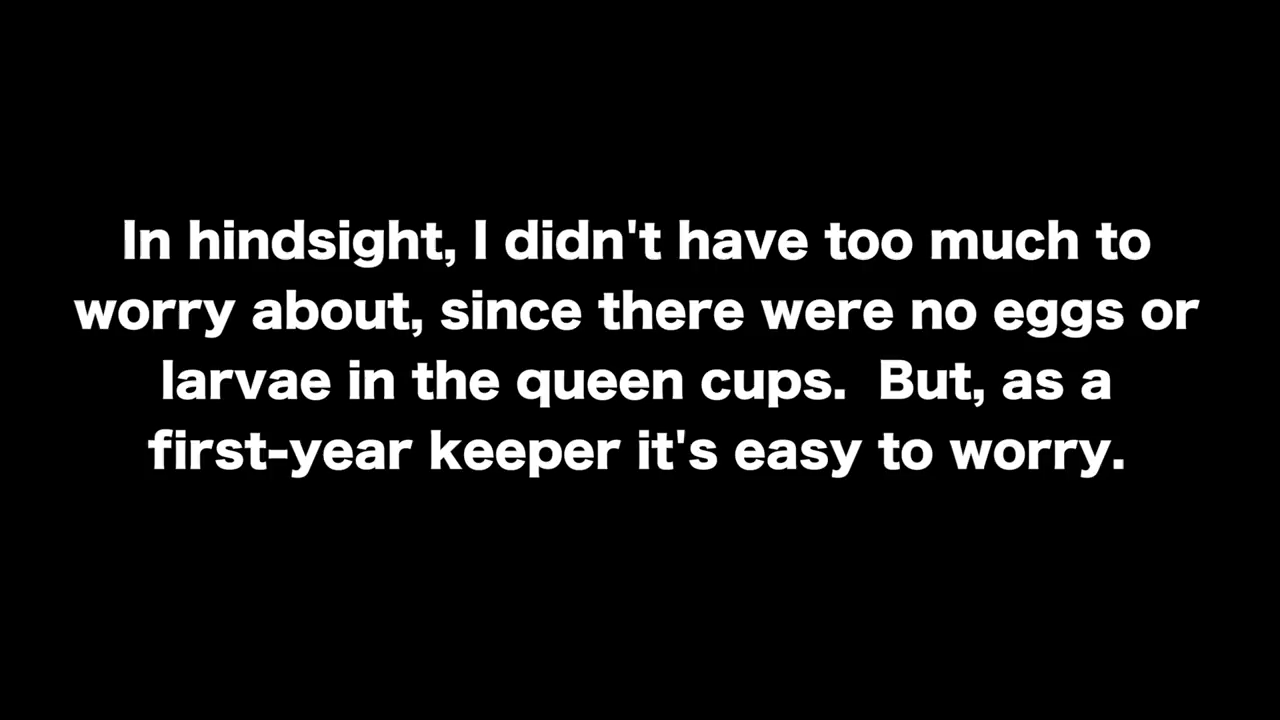 In hindsight, I didn't have too much to
worry about, since there were no eggs or
larvae in the queen cups.  But, as a
first-year keeper it's easy to worry.